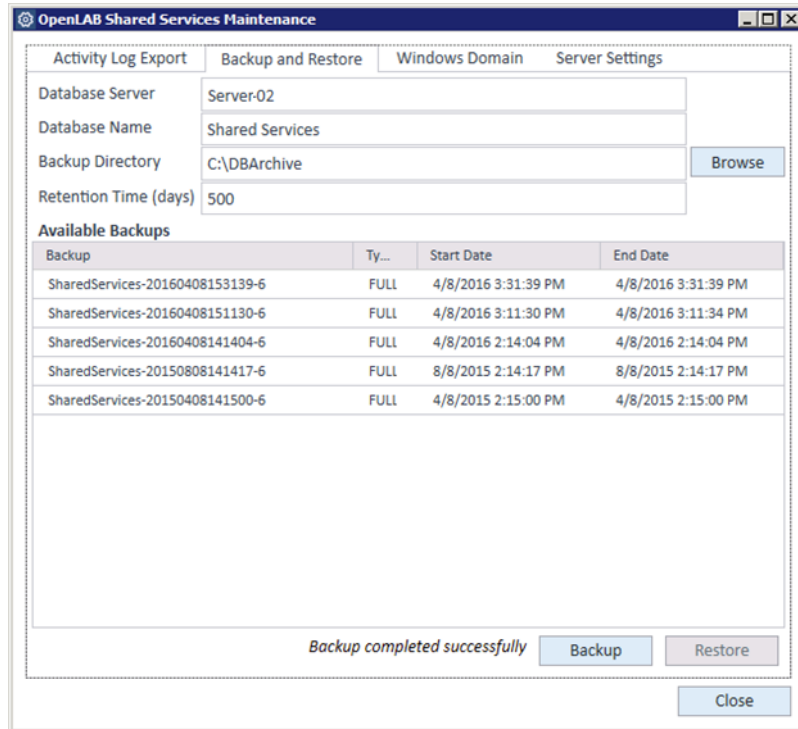 OpenLAB Shared Services Maintenance
Activity Log Export Backup and Restore Windows Domain Server Settings
Database Server Server-02
Database Name Shared Services
Backup Directory C:\DBArchive Browse
Retention Time (days) 500
Available Backups
Backup Ty... Start Date End Date
SharedServices-20160408153139-6 FULL 4/8/2016 3:31:39 PM 4/8/2016 3:31:39 PM
SharedServices-20160408151130-6 FULL 4/8/2016 3:11:30 PM 4/8/2016 3:11:34 PM
SharedServices-20160408141404-6 FULL 4/8/2016 2:14:04 PM 4/8/2016 2:14:04 PM
SharedServices-20150808141417-6 FULL 8/8/2015 2:14:17 PM 8/8/2015 2:14:17 PM
SharedServices-20150408141500-6 FULL 4/8/2015 2:15:00 PM 4/8/2015 2:15:00 PM
Backup completed successfully Backup Restore
Close